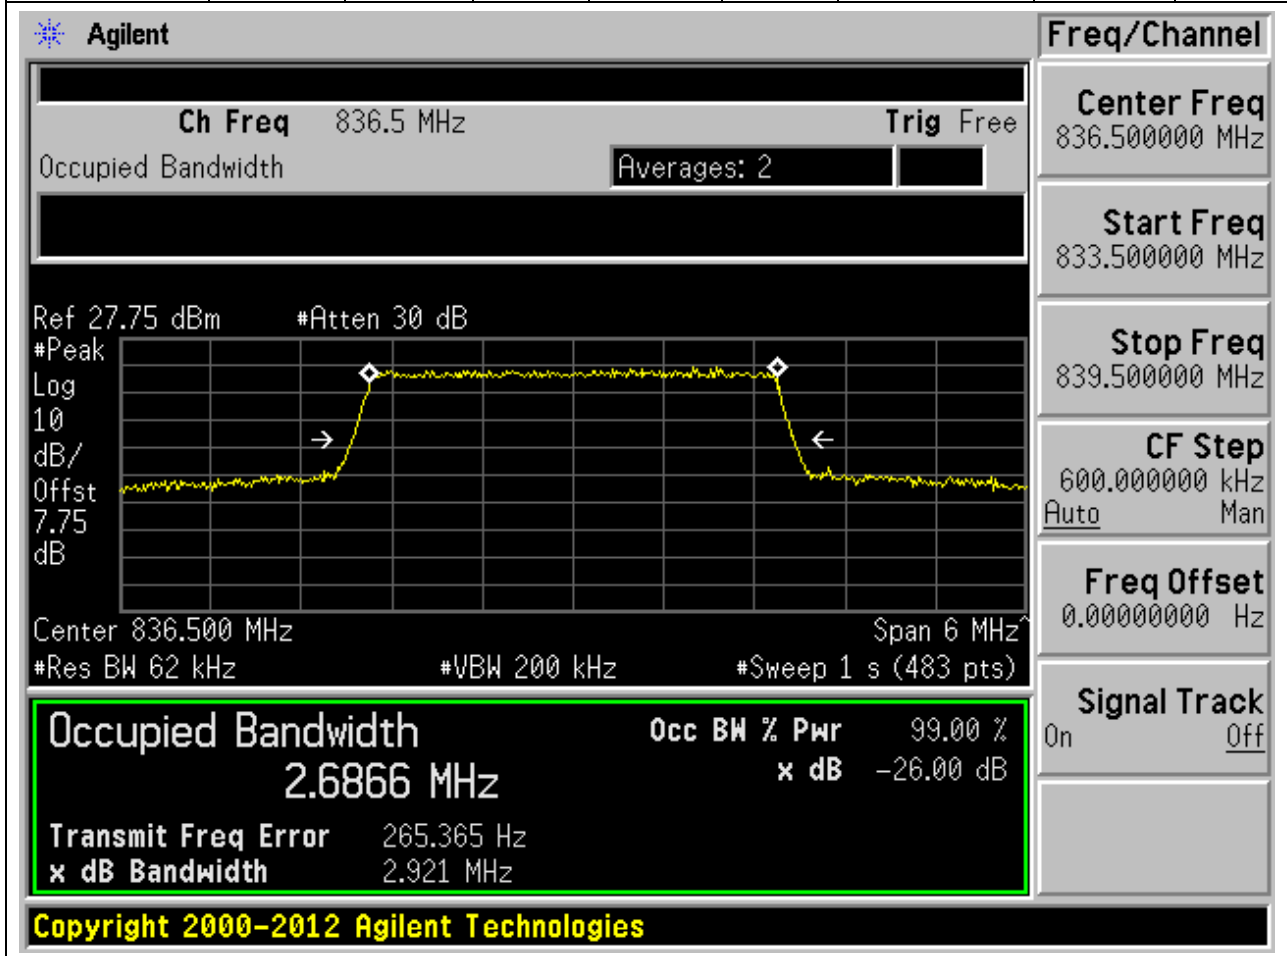 Agilent
Freq/Channel
Ch Freq 836.5 MHz Trig Free
Occupied Bandwidth Averages: 2
Center Freq
836.500000 MHz
Start Freq
833.500000 MHz
Stop Freq
839.500000 MHz
CF Step
600.000000 kHz
Auto Man
Freq Offset
0.00000000 Hz
Signal Track
On Off
Ref 27.75 dBm #Atten 30 dB
#Peak
Log
10
dB/
Offst
7.75
dB
Center 836.500 MHz Span 6 MHz^
#Res BW 62 kHz #VBW 200 kHz #Sweep 1 s (483 pts)
Occupied Bandwidth Occ BW % Pwr 99.00 %
2.6866 MHz x dB -26.00 dB
Transmit Freq Error 265.365 Hz
x dB Bandwidth 2.921 MHz
Copyright 2000-2012 Agilent Technologies